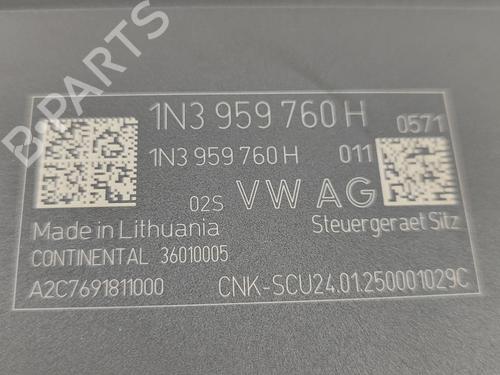 B-PARTS
1N3 959 760 H 0571
1N3 959 760 H 011
02S VW AG
Made in Lithuania Steuergeraet Sitz
CONTINENTAL 36010005
A2C7691811000 CNK-SCU24.01.250001029C